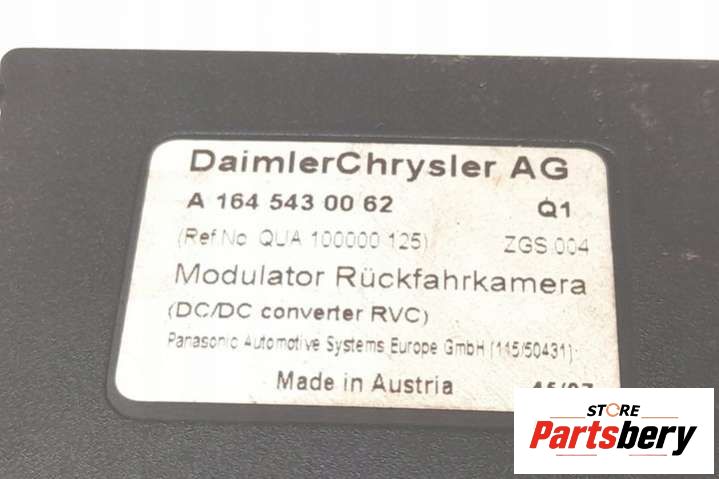 DaimlerChrysler AG
A 164 543 00 62 Q1
(Ref.No QUA 100000 125) ZGS 004
Modulator Rückfahrkamera
(DC/DC converter RVC)
Panasonic Automotive Systems Europe GmbH (115/50431)
Made in Austria
STORE
Partsbery